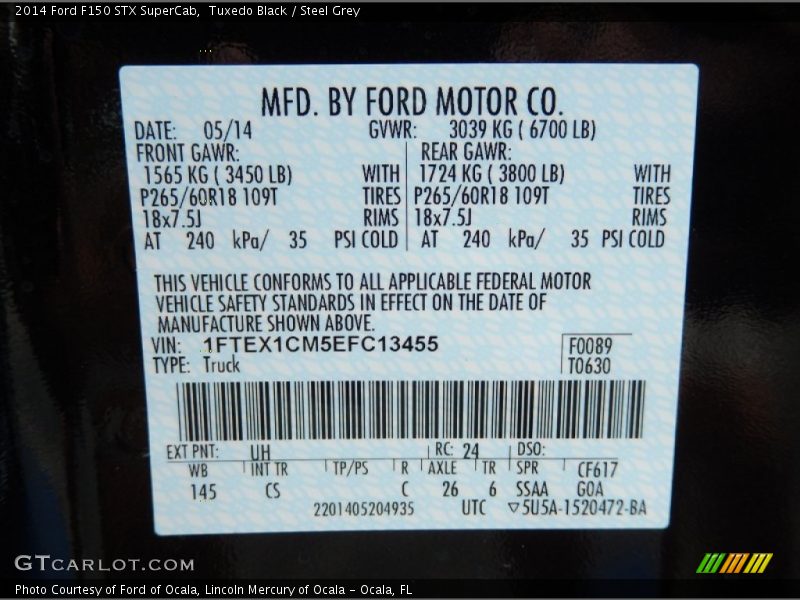 2014 Ford F150 STX SuperCab,  Tuxedo Black / Steel Grey
MFD. BY FORD MOTOR CO.
DATE: 05/14 GVWR: 3039 KG ( 6700 LB)
FRONT GAWR: REAR GAWR:
1565 KG ( 3450 LB) WITH 1724 KG ( 3800 LB) WITH
P265/60R18 109T TIRES P265/60R18 109T TIRES
18x7.5J RIMS 18x7.5J RIMS
AT 240 kPa/ 35 PSI COLD AT 240 kPa/ 35 PSI COLD
THIS VEHICLE CONFORMS TO ALL APPLICABLE FEDERAL MOTOR
VEHICLE SAFETY STANDARDS IN EFFECT ON THE DATE OF
MANUFACTURE SHOWN ABOVE.
VIN: 1FTEX1CM5EFC13455 F0089
TYPE: Truck T0630
EXT PNT: UH RC: 24 DSO:
WB INT TR TP/PS R AXLE TR SPR CF617
145 CS C 26 6 SSAA GOA
2201405204935 UTC ▽5U5A-1520472-BA
GTCARLOT.COM
Photo Courtesy of Ford of Ocala, Lincoln Mercury of Ocala - Ocala, FL